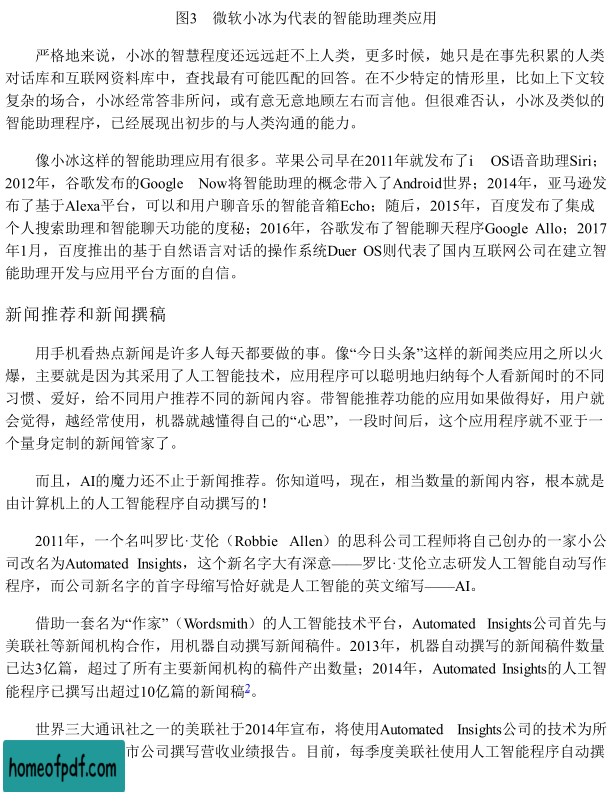 图3　微软小冰为代表的智能助理类应用
严格地来说，小冰的智慧程度还远远赶不上人类，更多时候，她只是在事先积累的人类
对话库和互联网资料库中，查找最有可能匹配的回答。在不少特定的情形里，比如上下文较
复杂的场合，小冰经常答非所问，或有意无意地顾左右而言他。但很难否认，小冰及类似的
智能助理程序，已经展现出初步的与人类沟通的能力。
像小冰这样的智能助理应用有很多。苹果公司早在2011年就发布了i　OS语音助理Siri；
2012年，谷歌发布的Google　Now将智能助理的概念带入了Android世界；2014年，亚马逊发
布了基于Alexa平台，可以和用户聊音乐的智能音箱Echo；随后，2015年，百度发布了集成
个人搜索助理和智能聊天功能的度秘；2016年，谷歌发布了智能聊天程序Google Allo；2017
年1月，百度推出的基于自然语言对话的操作系统Duer OS则代表了国内互联网公司在建立智
能助理开发与应用平台方面的自信。
新闻推荐和新闻撰稿
用手机看热点新闻是许多人每天都要做的事。像“今日头条”这样的新闻类应用之所以火
爆，主要就是因为其采用了人工智能技术，应用程序可以聪明地归纳每个人看新闻时的不同
习惯、爱好，给不同用户推荐不同的新闻内容。带智能推荐功能的应用如果做得好，用户就
会觉得，越经常使用，机器就越懂得自己的“心思”，一段时间后，这个应用程序就不亚于一
个量身定制的新闻管家了。
而且，AI的魔力还不止于新闻推荐。你知道吗，现在，相当数量的新闻内容，根本就是
由计算机上的人工智能程序自动撰写的！
2011年，一个名叫罗比·艾伦（Robbie Allen）的思科公司工程师将自己创办的一家小公
司改名为Automated Insights，这个新名字大有深意——罗比·艾伦立志研发人工智能自动写作
程序，而公司新名字的首字母缩写恰好就是人工智能的英文缩写——AI。
借助一套名为“作家”（Wordsmith）的人工智能技术平台，Automated Insights公司首先与
美联社等新闻机构合作，用机器自动撰写新闻稿件。2013年，机器自动撰写的新闻稿件数量
已达3亿篇，超过了所有主要新闻机构的稿件产出数量；2014年，Automated Insights的人工智
能程序已撰写出超过10亿篇的新闻稿2。
世界三大通讯社之一的美联社于2014年宣布，将使用Automated Insights公司的技术为所
市公司撰写营收业绩报告。目前，每季度美联社使用人工智能程序自动撰
homeofpdf.com